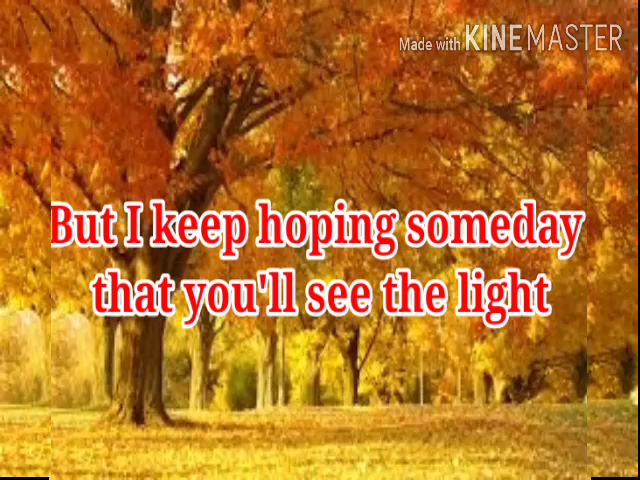 Made with KINEMASTER
But I keep hoping someday
that you'll see the light